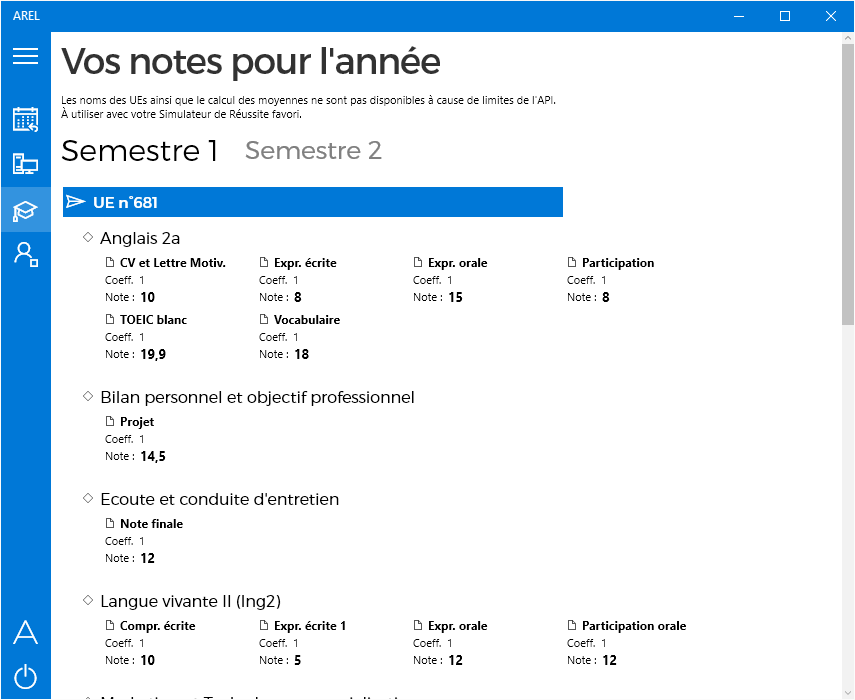 AREL
Vos notes pour l'année
Les noms des UEs ainsi que le calcul des moyennes ne sont pas disponibles à cause de limites de l'API.
À utiliser avec votre Simulateur de Réussite favori.
Semestre 1 Semestre 2
UE n°681
Anglais 2a
CV et Lettre Motiv. Expr. écrite Expr. orale Participation
Coeff. 1 Coeff. 1 Coeff. 1 Coeff. 1
Note : 10 Note : 8 Note : 15 Note : 8
TOEIC blanc Vocabulaire
Coeff. 1 Coeff. 1
Note : 19,9 Note : 18
Bilan personnel et objectif professionnel
Projet
Coeff. 1
Note : 14,5
Ecoute et conduite d'entretien
Note finale
Coeff. 1
Note : 12
Langue vivante II (Ing2)
Compr. écrite Expr. écrite 1 Expr. orale Participation orale
Coeff. 1 Coeff. 1 Coeff. 1 Coeff. 1
Note : 10 Note : 5 Note : 12 Note : 12